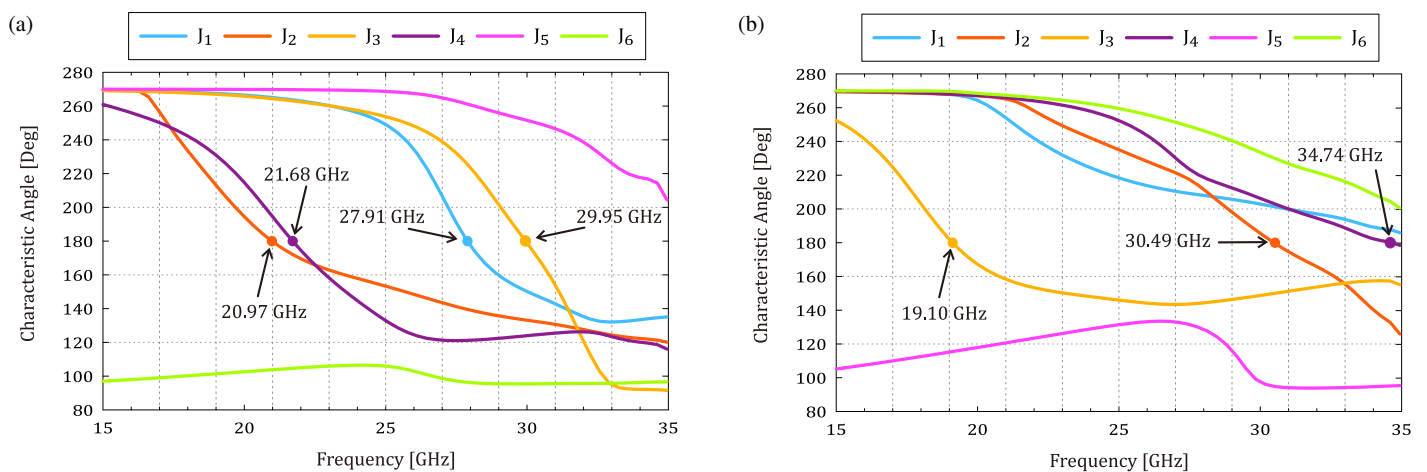 (a)
J1 J2 J3 J4 J5 J6
Characteristic Angle [Deg]
280
260
240
220
200
180
160
140
120
100
80
21.68 GHz
20.97 GHz
27.91 GHz
29.95 GHz
15 20 25 30 35
Frequency [GHz]
(b)
J1 J2 J3 J4 J5 J6
Characteristic Angle [Deg]
280
260
240
220
200
180
160
140
120
100
80
34.74 GHz
30.49 GHz
19.10 GHz
15 20 25 30 35
Frequency [GHz]